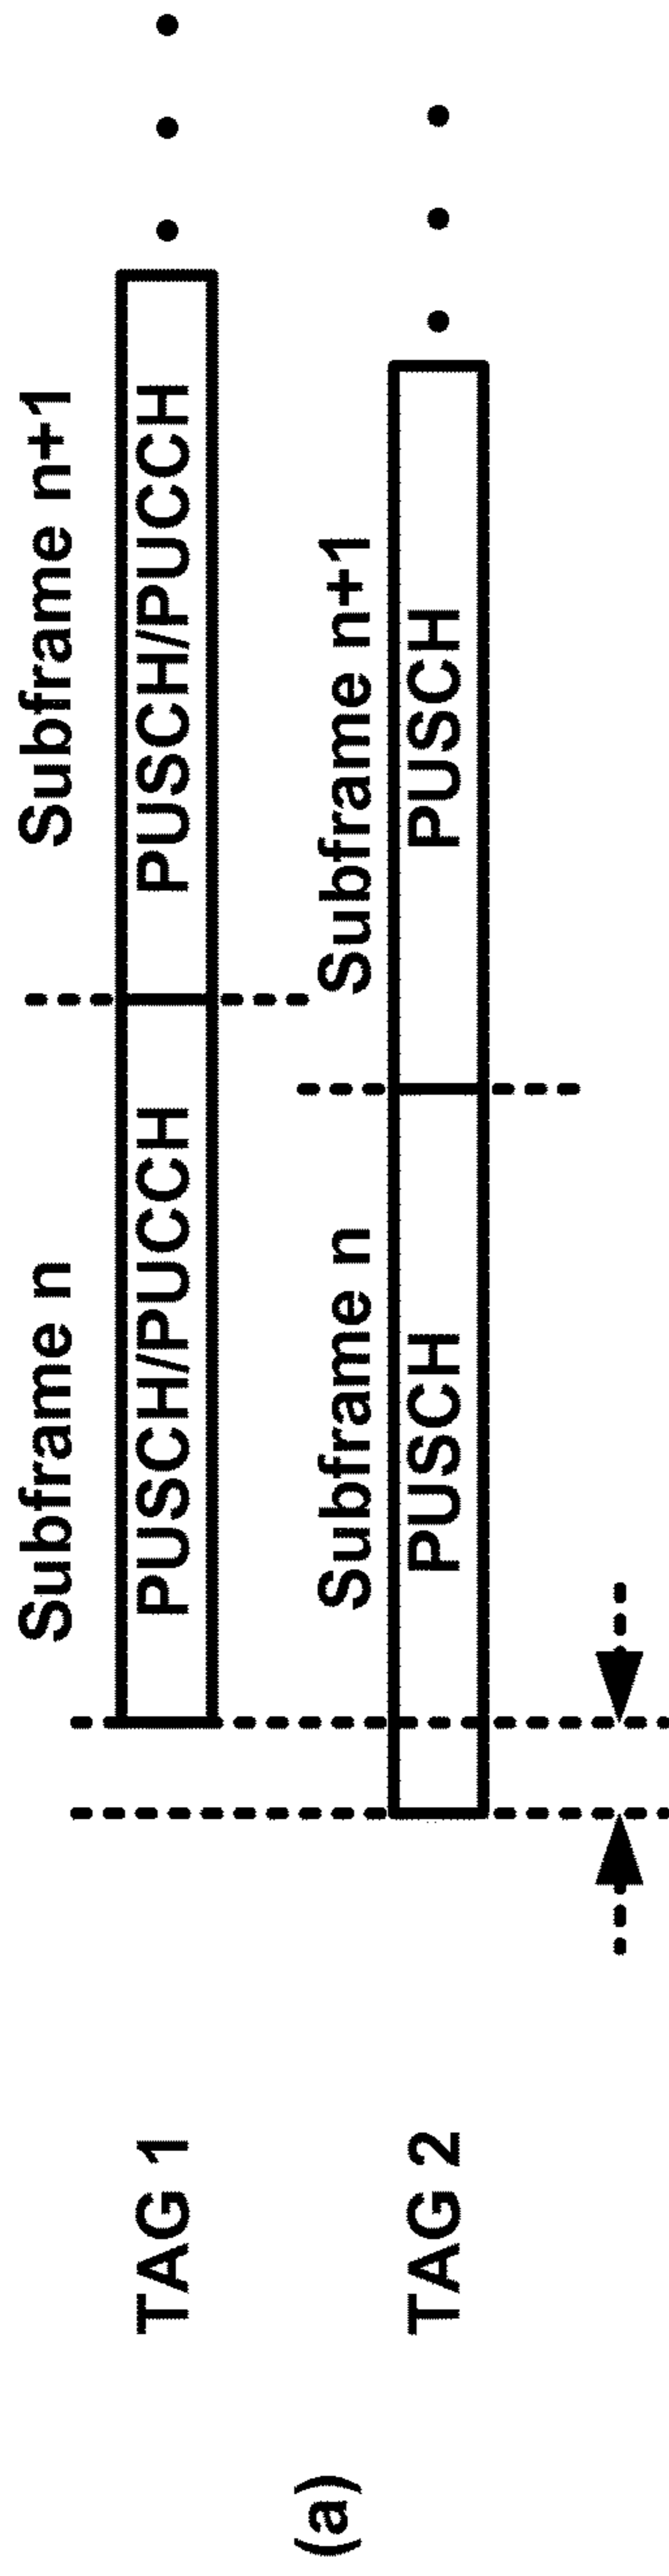 Subframe n
Subframe n+1
TAG 1
PUSCH/PUCCH
PUSCH/PUCCH
(a)
Subframe n
Subframe n+1
TAG 2
PUSCH
PUSCH